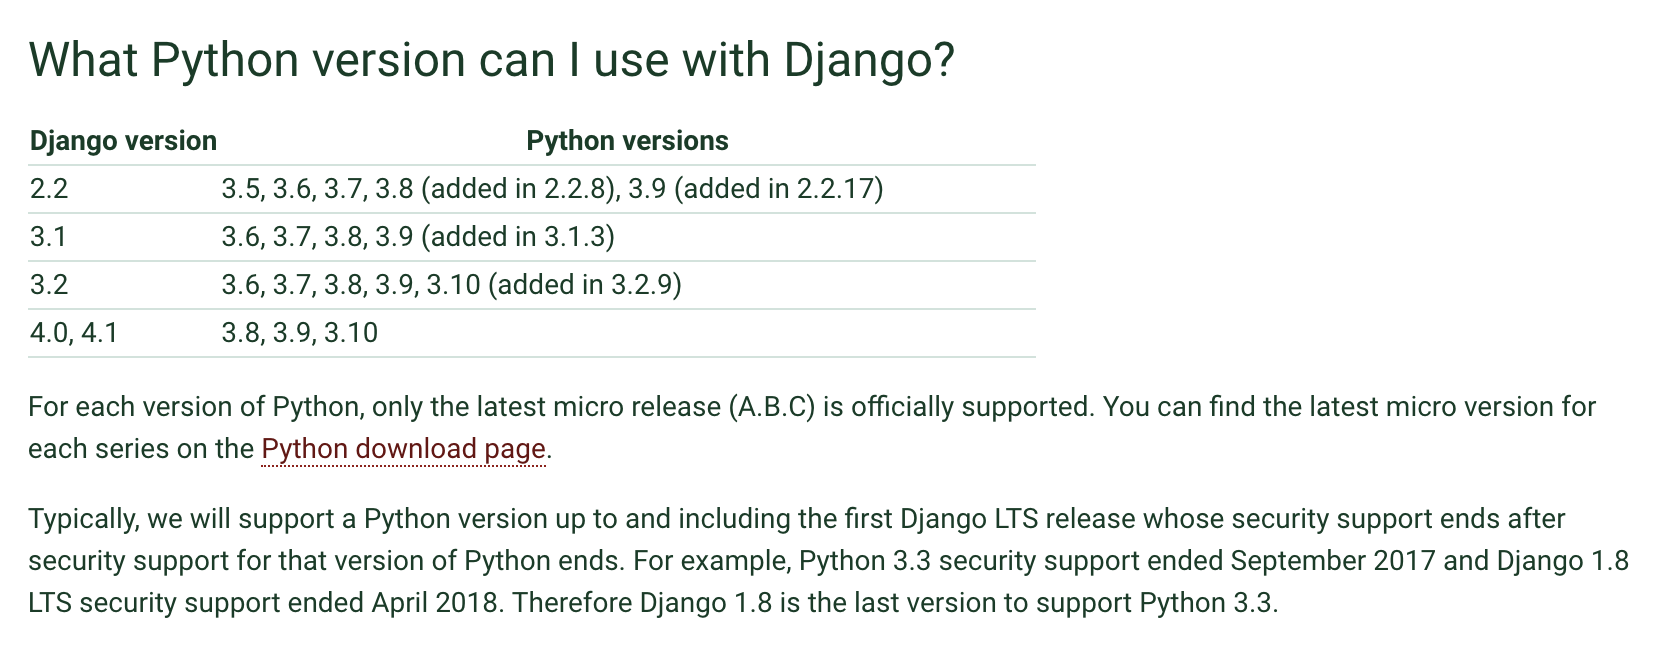 What Python version can I use with Django?
Django version Python versions
2.2 3.5, 3.6, 3.7, 3.8 (added in 2.2.8), 3.9 (added in 2.2.17)
3.1 3.6, 3.7, 3.8, 3.9 (added in 3.1.3)
3.2 3.6, 3.7, 3.8, 3.9, 3.10 (added in 3.2.9)
4.0, 4.1 3.8, 3.9, 3.10
For each version of Python, only the latest micro release (A.B.C) is officially supported. You can find the latest micro version for
each series on the Python download page.
Typically, we will support a Python version up to and including the first Django LTS release whose security support ends after
security support for that version of Python ends. For example, Python 3.3 security support ended September 2017 and Django 1.8
LTS security support ended April 2018. Therefore Django 1.8 is the last version to support Python 3.3.